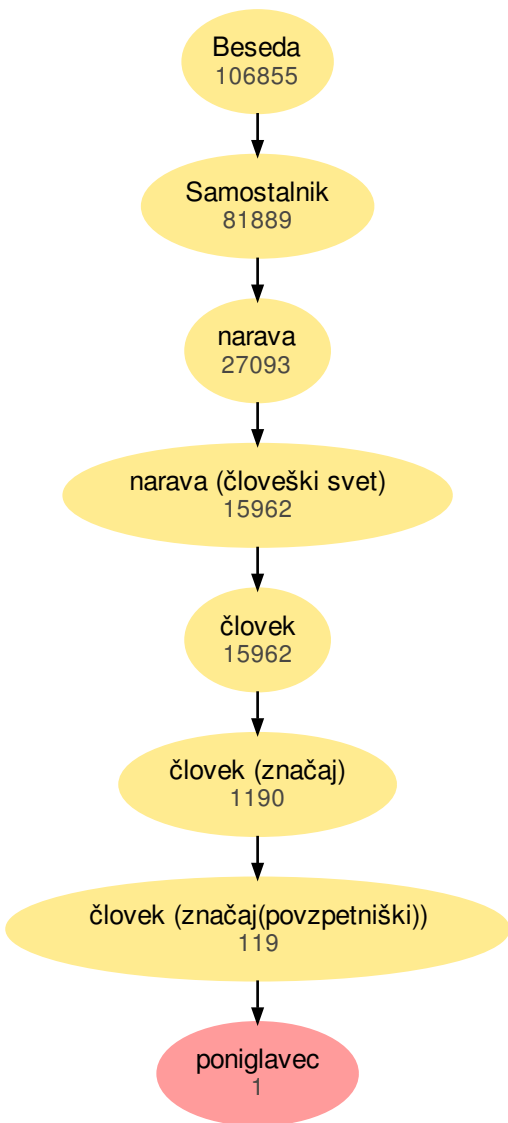 Beseda
106855
Samostalnik
81889
narava
27093
narava (človeški svet)
15962
človek
15962
človek (značaj)
1190
človek (značaj(povzpetniški))
119
poniglavec
1